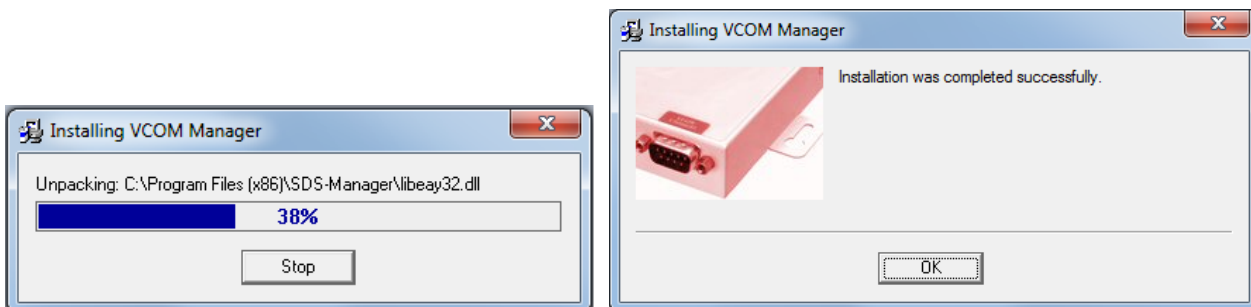 Installing VCOM Manager
Unpacking: C:\Program Files (x86)\SDS-Manager\libeay32.dll
38%
Stop
Installing VCOM Manager
Installation was completed successfully.
OK